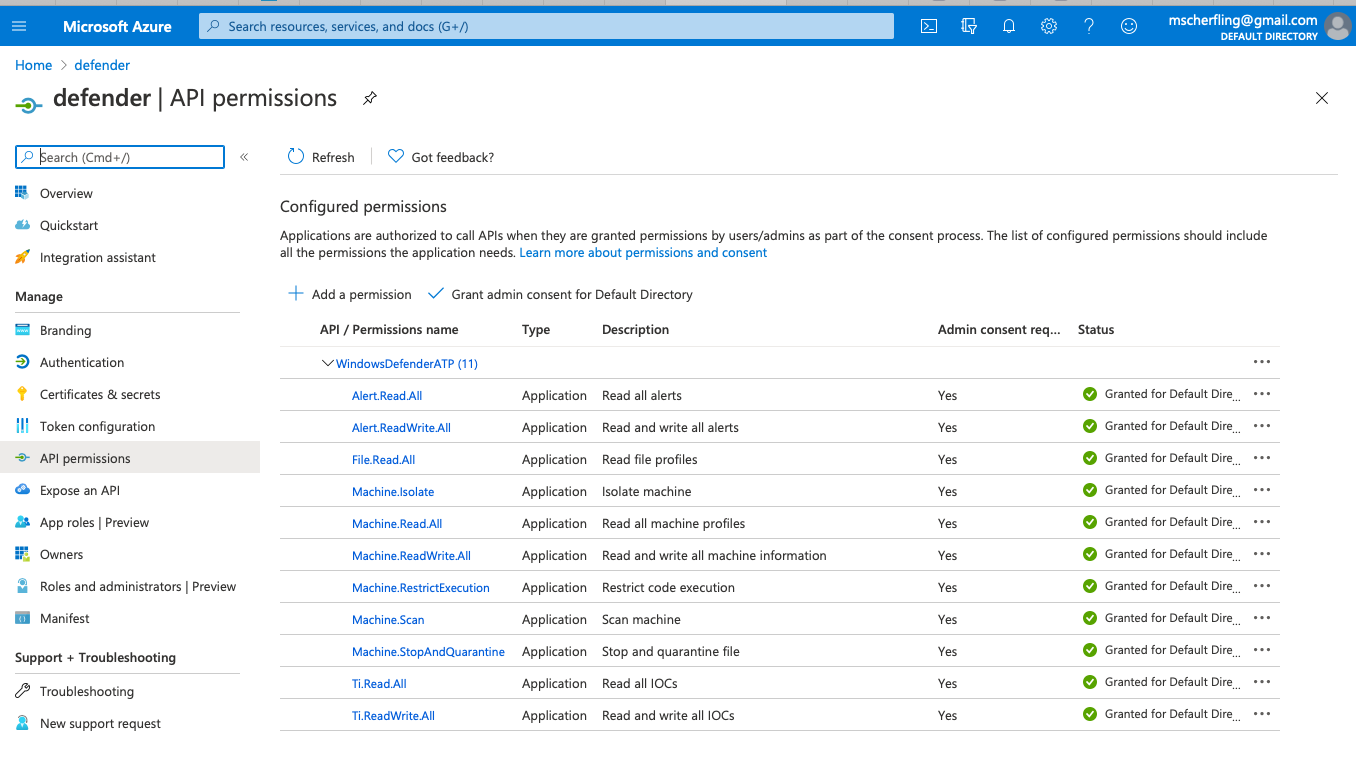 Microsoft Azure
Search resources, services, and docs (G+/)
mscherfling@gmail.com
DEFAULT DIRECTORY
Home > defender
defender | API permissions
Search (Cmd+/)
«
Refresh
Got feedback?
Overview
Quickstart
Integration assistant
Manage
Branding
Authentication
Certificates & secrets
Token configuration
API permissions
Expose an API
App roles | Preview
Owners
Roles and administrators | Preview
Manifest
Support + Troubleshooting
Troubleshooting
New support request
Configured permissions
Applications are authorized to call APIs when they are granted permissions by users/admins as part of the consent process. The list of configured permissions should include
all the permissions the application needs. Learn more about permissions and consent
Add a permission Grant admin consent for Default Directory
API / Permissions name Type Description Admin consent req... Status
WindowsDefenderATP (11) ...
Alert.Read.All Application Read all alerts Yes Granted for Default Dire... ...
Alert.ReadWrite.All Application Read and write all alerts Yes Granted for Default Dire... ...
File.Read.All Application Read file profiles Yes Granted for Default Dire... ...
Machine.Isolate Application Isolate machine Yes Granted for Default Dire... ...
Machine.Read.All Application Read all machine profiles Yes Granted for Default Dire... ...
Machine.ReadWrite.All Application Read and write all machine information Yes Granted for Default Dire... ...
Machine.RestrictExecution Application Restrict code execution Yes Granted for Default Dire... ...
Machine.Scan Application Scan machine Yes Granted for Default Dire... ...
Machine.StopAndQuarantine Application Stop and quarantine file Yes Granted for Default Dire... ...
Ti.Read.All Application Read all IOCs Yes Granted for Default Dire... ...
Ti.ReadWrite.All Application Read and write all IOCs Yes Granted for Default Dire... ...